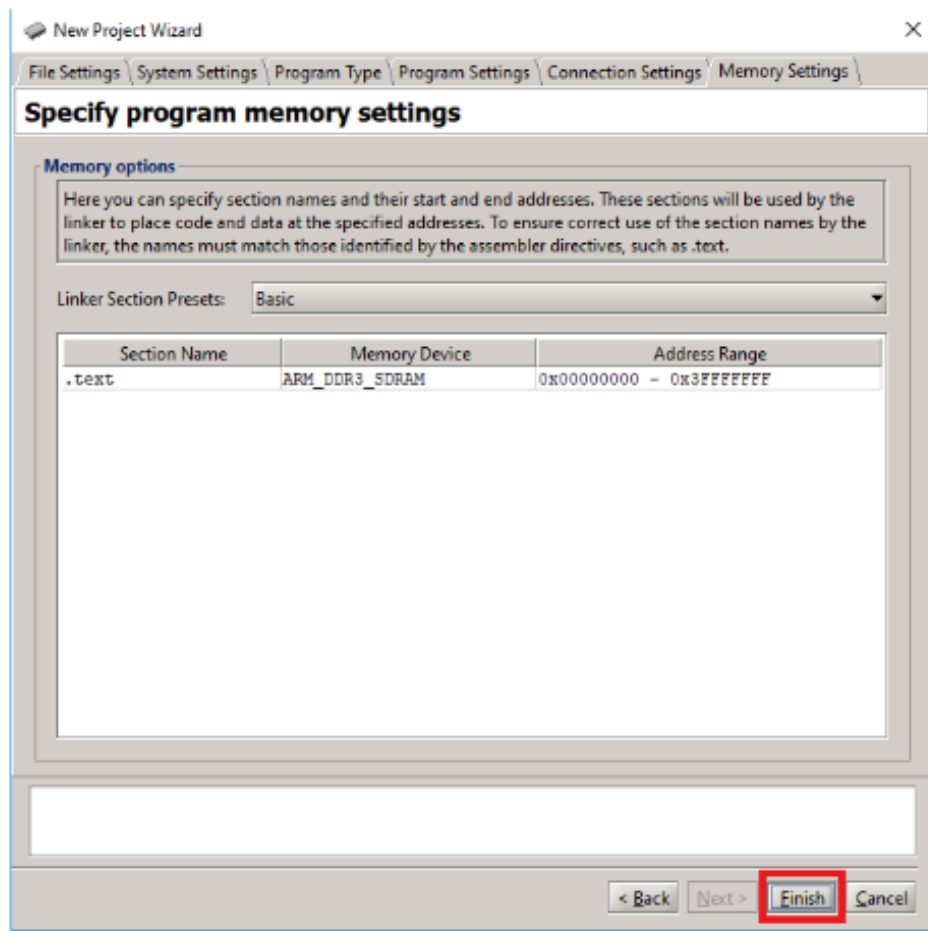 New Project Wizard
File Settings System Settings Program Type Program Settings Connection Settings Memory Settings
Specify program memory settings
Memory options
Here you can specify section names and their start and end addresses. These sections will be used by the
linker to place code and data at the specified addresses. To ensure correct use of the section names by the
linker, the names must match those identified by the assembler directives, such as .text.
Linker Section Presets: Basic
Section Name Memory Device Address Range
.text ARM_DDR3_SDRAM 0x00000000 - 0x3FFFFFFF
< Back Next > Finish Cancel